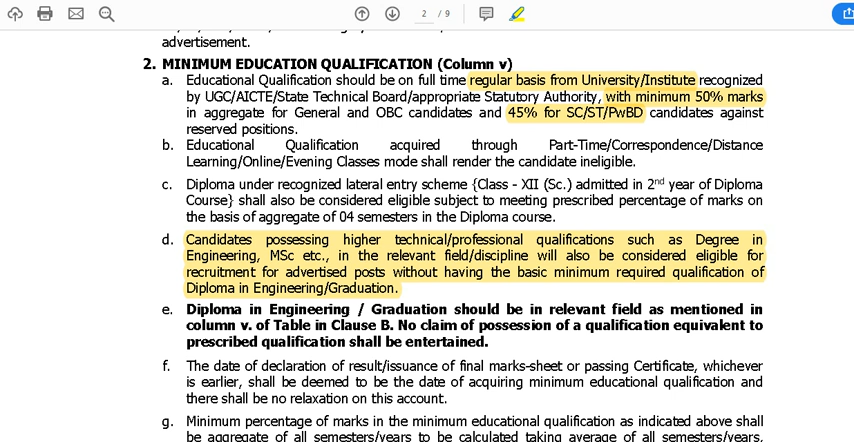 2 / 9
advertisement.
2. MINIMUM EDUCATION QUALIFICATION (Column v)
a. Educational Qualification should be on full time regular basis from University/Institute recognized
by UGC/AICTE/State Technical Board/appropriate Statutory Authority, with minimum 50% marks
in aggregate for General and OBC candidates and 45% for SC/ST/PwBD candidates against
reserved positions.
b. Educational Qualification acquired through Part-Time/Correspondence/Distance
Learning/Online/Evening Classes mode shall render the candidate ineligible.
c. Diploma under recognized lateral entry scheme {Class - XII (Sc.) admitted in 2nd year of Diploma
Course} shall also be considered eligible subject to meeting prescribed percentage of marks on
the basis of aggregate of 04 semesters in the Diploma course.
d. Candidates possessing higher technical/professional qualifications such as Degree in
Engineering, MSc etc., in the relevant field/discipline will also be considered eligible for
recruitment for advertised posts without having the basic minimum required qualification of
Diploma in Engineering/Graduation.
e. Diploma in Engineering / Graduation should be in relevant field as mentioned in
column v. of Table in Clause B. No claim of possession of a qualification equivalent to
prescribed qualification shall be entertained.
f. The date of declaration of result/issuance of final marks-sheet or passing Certificate, whichever
is earlier, shall be deemed to be the date of acquiring minimum educational qualification and
there shall be no relaxation on this account.
g. Minimum percentage of marks in the minimum educational qualification as indicated above shall
be aggregate of all semesters/years to be calculated taking average of all semesters/years,